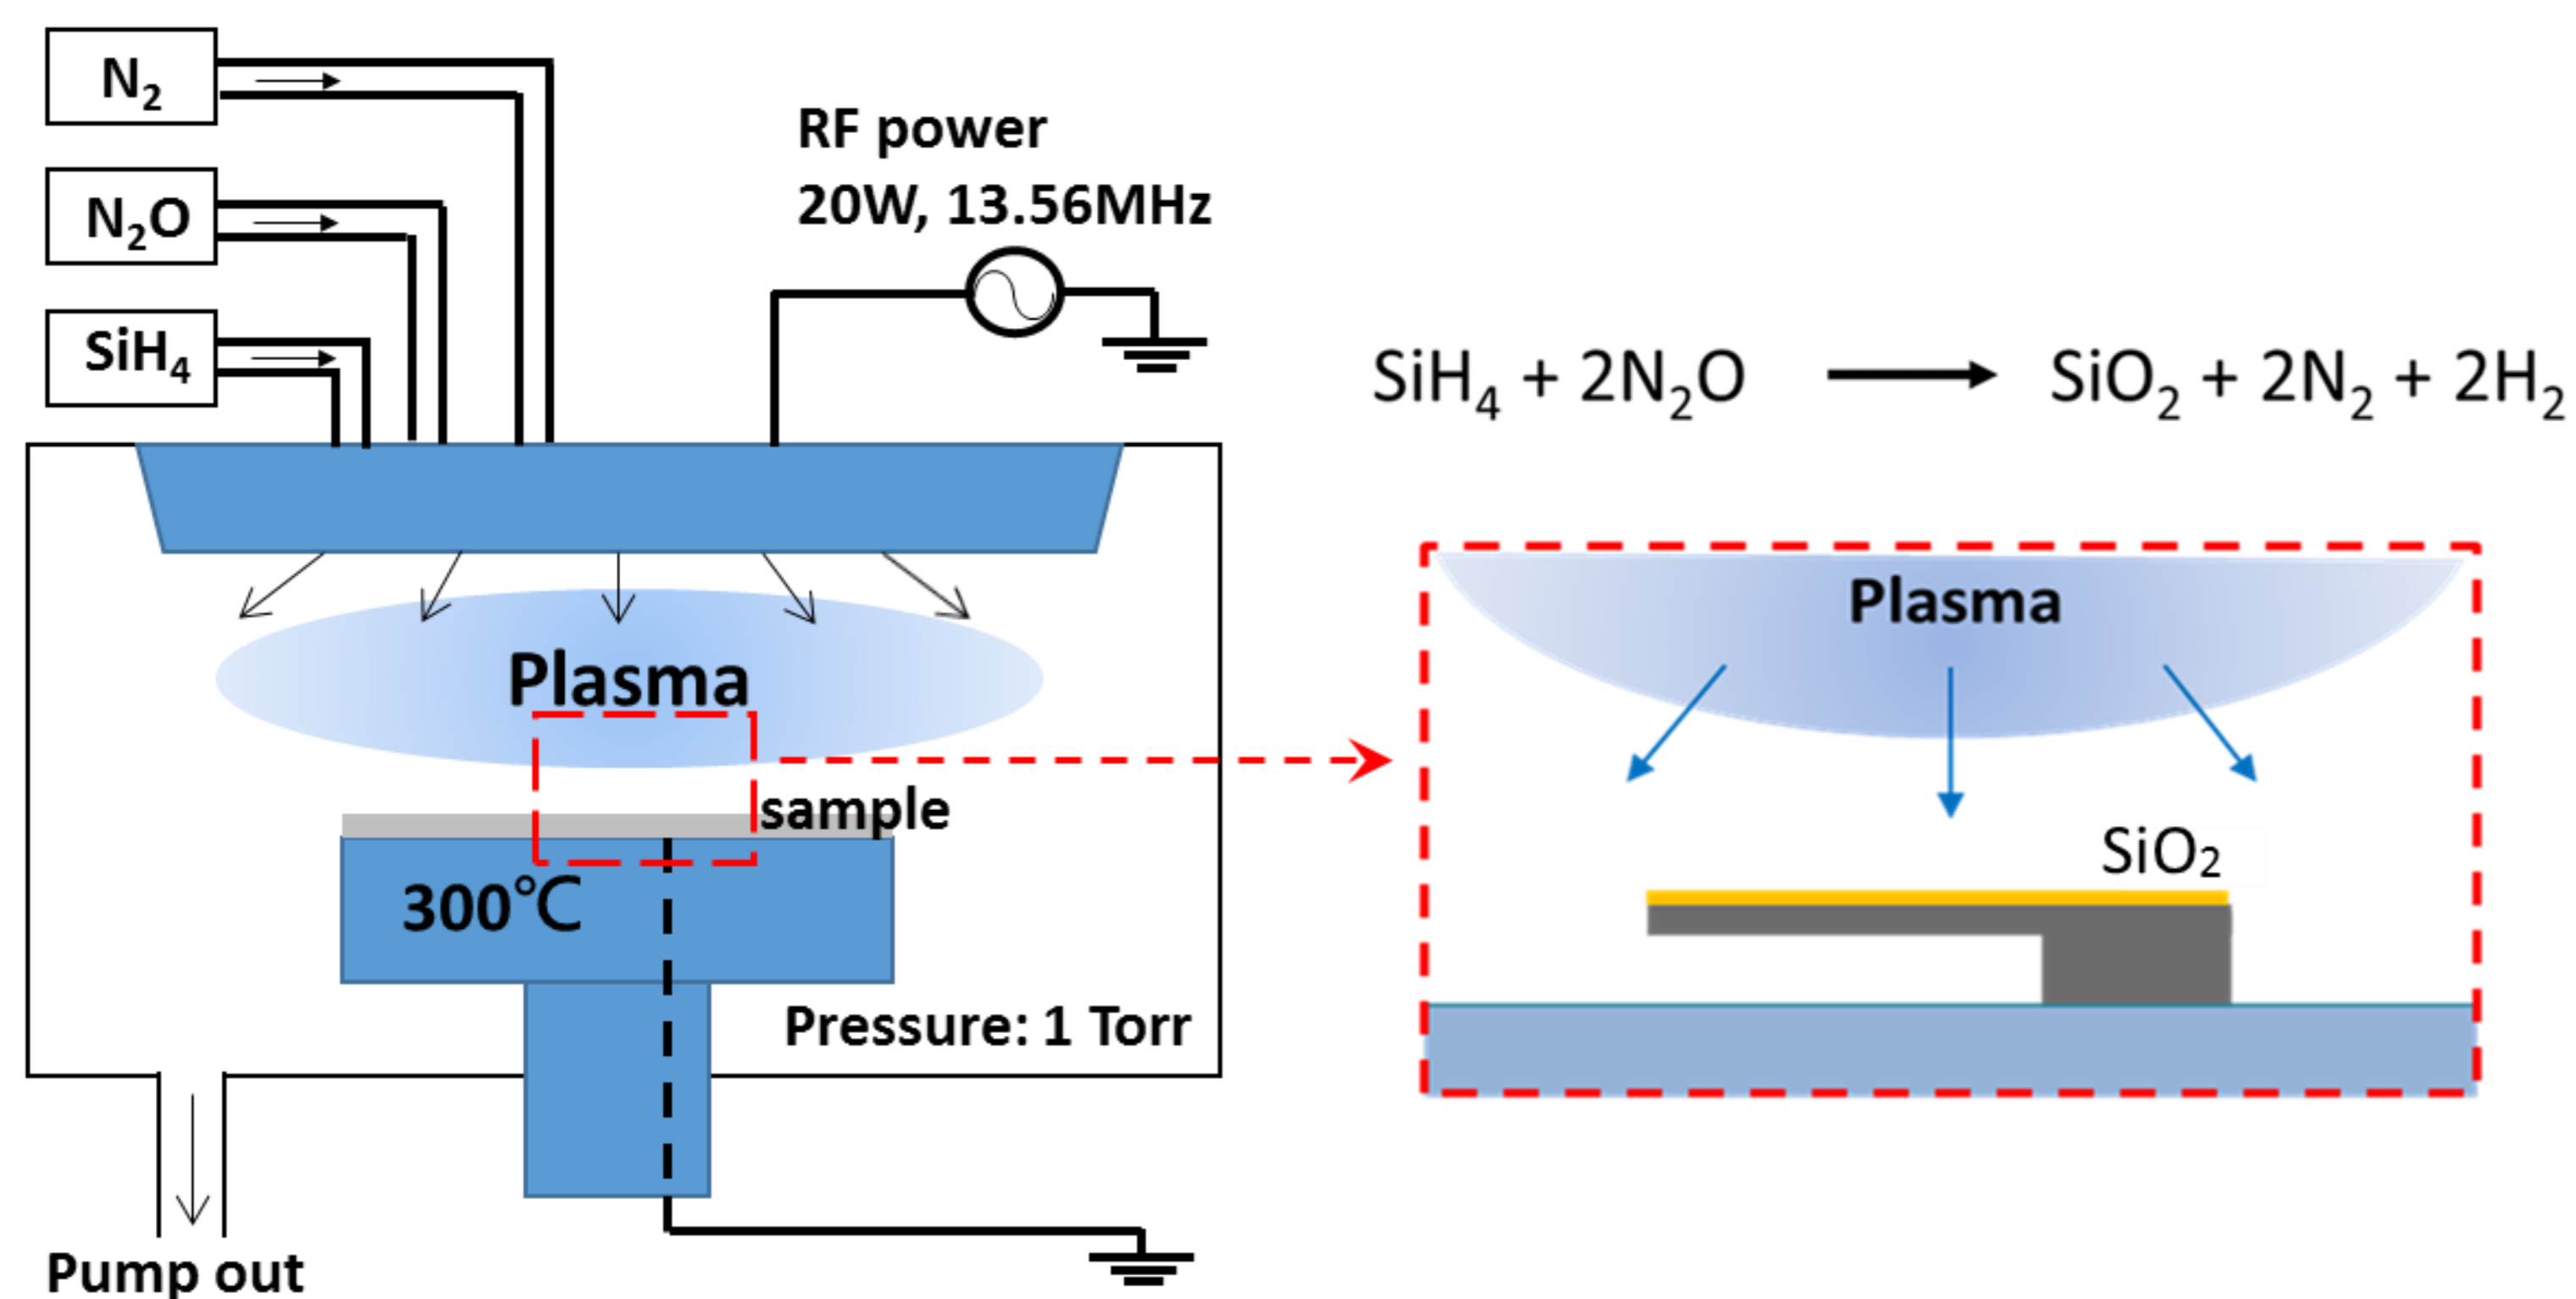 N₂
N₂O
SiH₄
RF power
20W, 13.56MHz
Plasma
sample
300℃
Pressure: 1 Torr
Pump out
SiH₄ + 2N₂O → SiO₂ + 2N₂ + 2H₂
Plasma
SiO₂